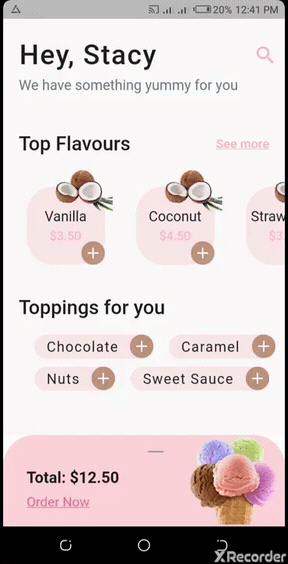 20% 12:41 PM
Hey, Stacy
We have something yummy for you
Top Flavours
See more
Vanilla
Coconut
Straw
$3.50
$4.50
$3
Toppings for you
Chocolate
Caramel
Nuts
Sweet Sauce
Total: $12.50
Order Now
XRecorder